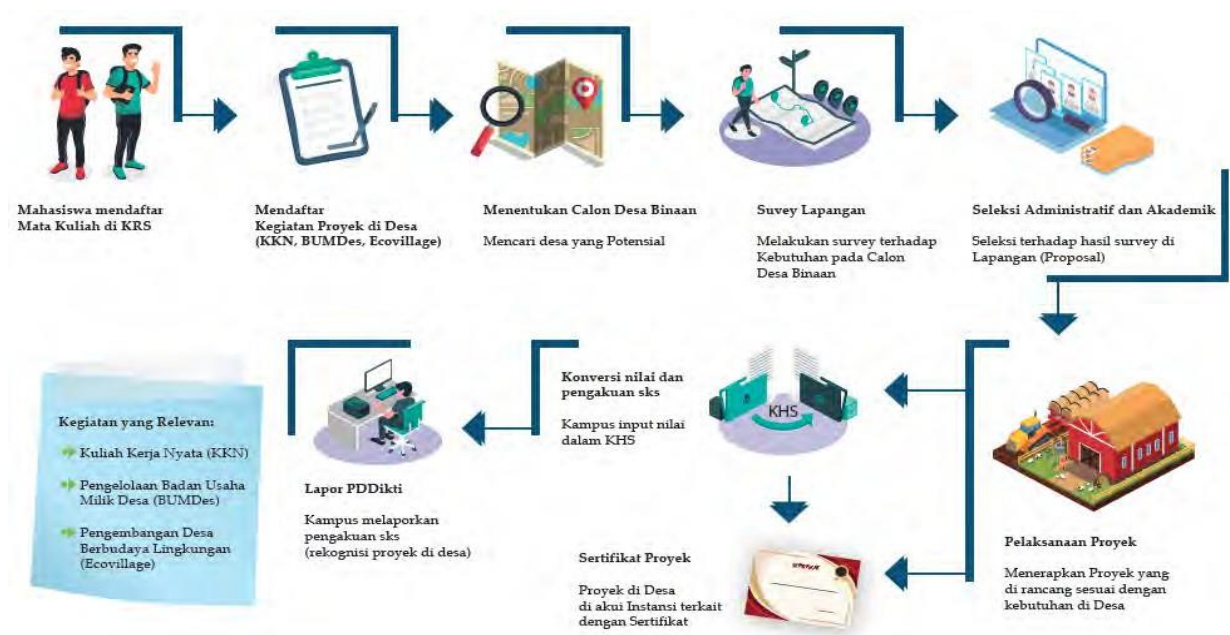 Mahasiswa mendaftar
Mata Kuliah di KRS
Mendaftar
Kegiatan Proyek di Desa
(KKN, BUMDes, Ecovillage)
Menentukan Calon Desa Binaan
Mencari desa yang Potensial
Suvey Lapangan
Melakukan survey terhadap
Kebutuhan pada Calon
Desa Binaan
Seleksi Administratif dan Akademik
Seleksi terhadap hasil survey di
Lapangan (Proposal)
Pelaksanaan Proyek
Menerapkan Proyek yang
di rancang sesuai dengan
kebutuhan di Desa
KHS
Konversi nilai dan
pengakuan sks
Kampus input nilai
dalam KHS
Sertifikat Proyek
Proyek di Desa
di akui Instansi terkait
dengan Sertifikat
Lapor PDDikti
Kampus melaporkan
pengakuan sks
(rekognisi proyek di desa)
Kegiatan yang Relevan:
Kuliah Kerja Nyata (KKN)
Pengelolaan Badan Usaha
Milik Desa (BUMDes)
Pengembangan Desa
Berbudaya Lingkungan
(Ecovillage)